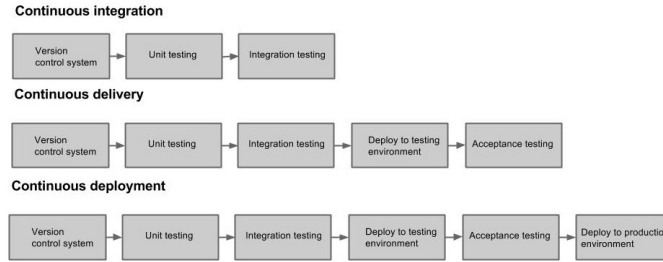 Continuous integration
Version
control system
Unit testing
Integration testing
Continuous delivery
Version
control system
Unit testing
Integration testing
Deploy to testing
environment
Acceptance testing
Continuous deployment
Version
control system
Unit testing
Integration testing
Deploy to testing
environment
Acceptance testing
Deploy to productio
environment